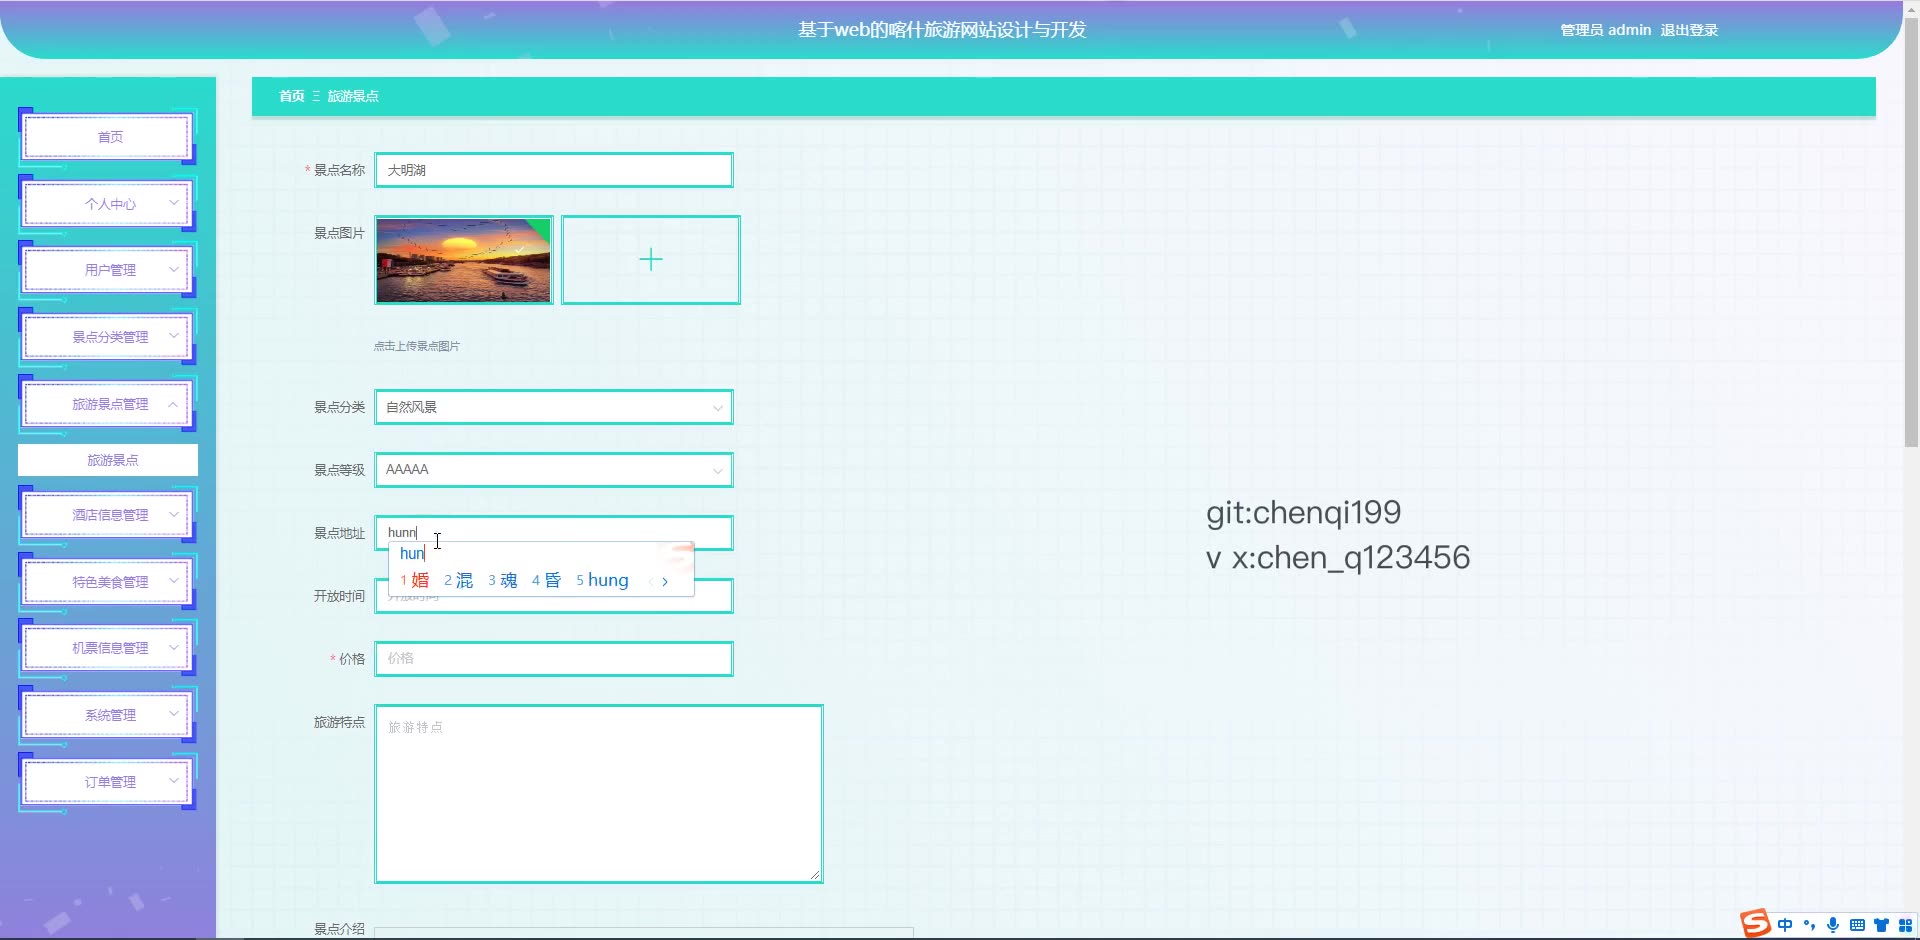 基于web的喀什旅游网站设计与开发
管理员 admin 退出登录
首页 旅游景点
首页
个人中心
用户管理
景点分类管理
旅游景点管理
旅游景点
酒店信息管理
特色美食管理
机票信息管理
系统管理
订单管理
* 景点名称 大明湖
景点图片
点击上传景点图片
景点分类 自然风景
景点等级 AAAAA
景点地址 hunn
hun
1 婚 2 混 3 魂 4 昏 5 hung
开放时间 开放时间
* 价格 价格
旅游特点 旅游特点
景点介绍
git:chenqi199
v x:chen_q123456
中